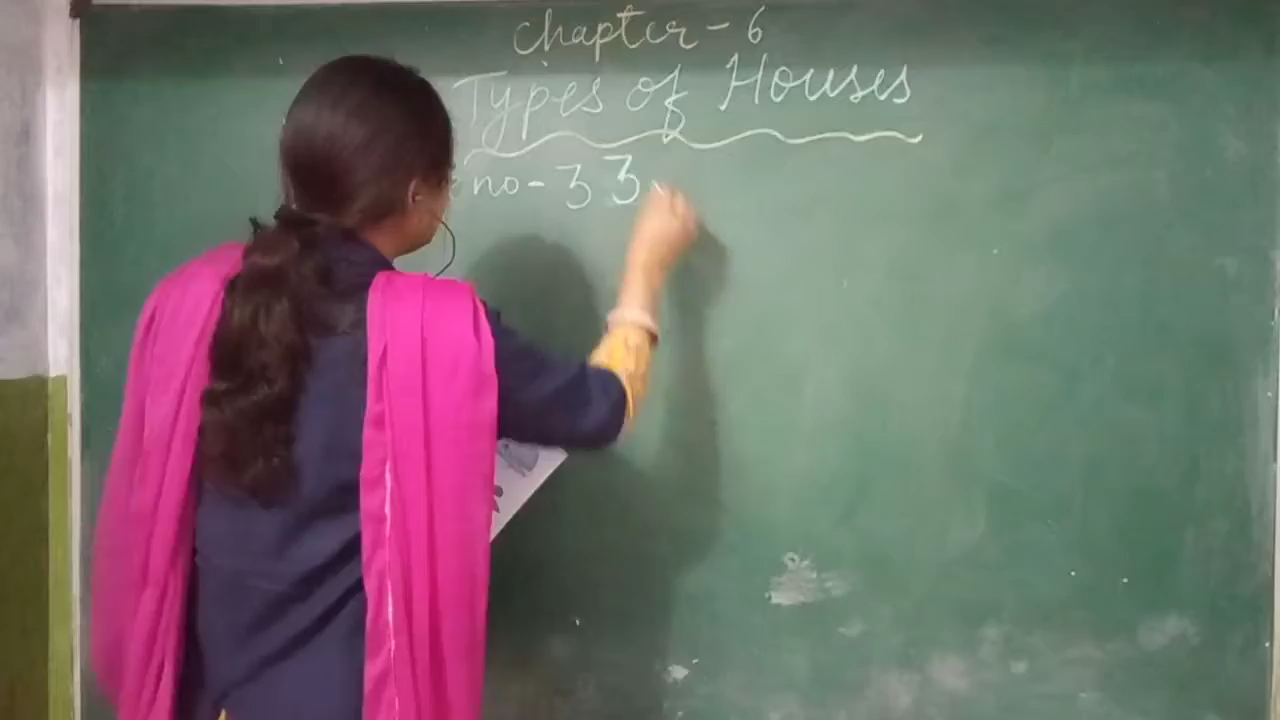 Chapter - 6
Types of Houses
no - 33